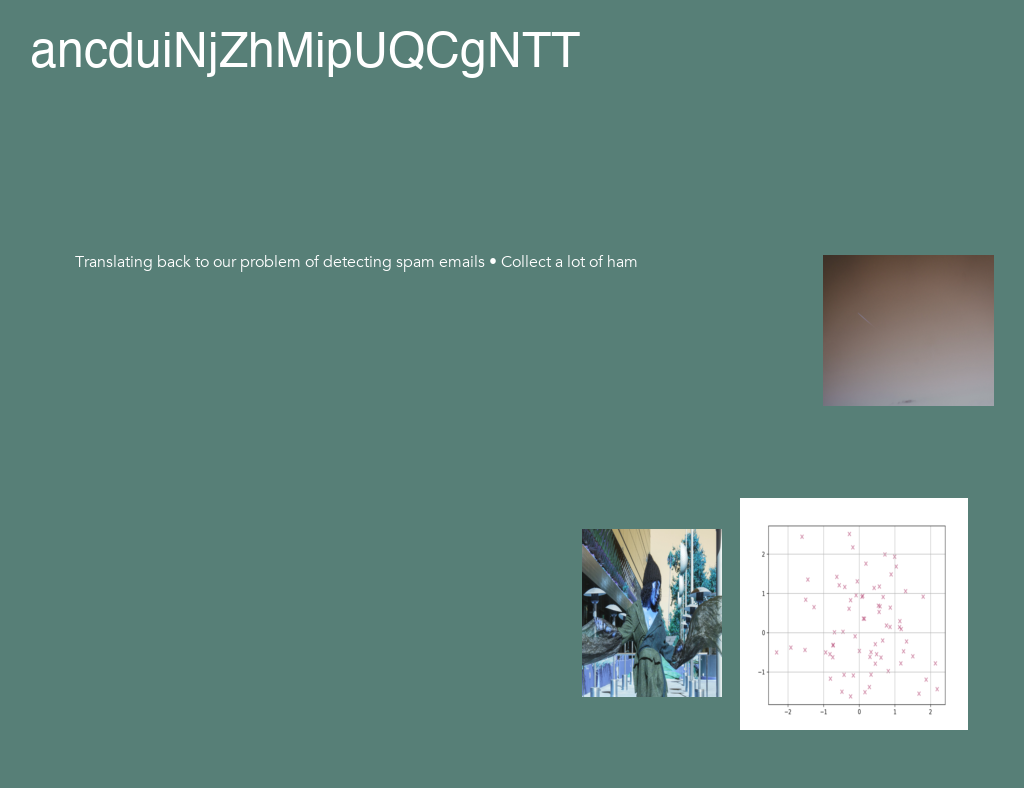 ancduiNjZhMipUQCgNTT
Translating back to our problem of detecting spam emails • Collect a lot of ham
2
1
0
−1
−2 −1 0 1 2